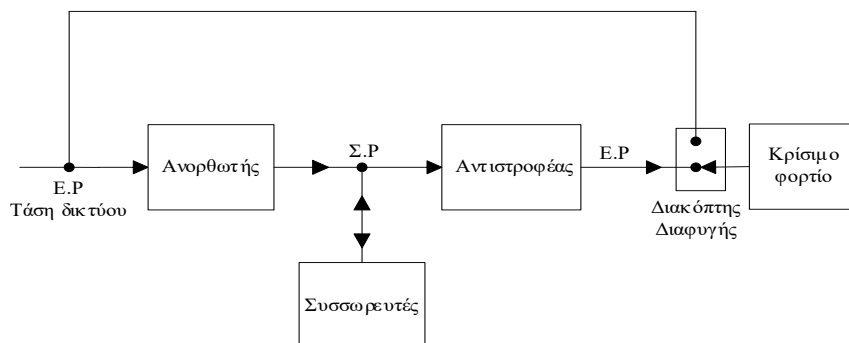 Ε.Ρ
Τάση δικτύου
Ανορθωτής
Σ.Ρ
Συσσωρευτές
Αντιστροφέας
Ε.Ρ
Διακόπτης
Διαφυγής
Κρίσιμο
φορτίο